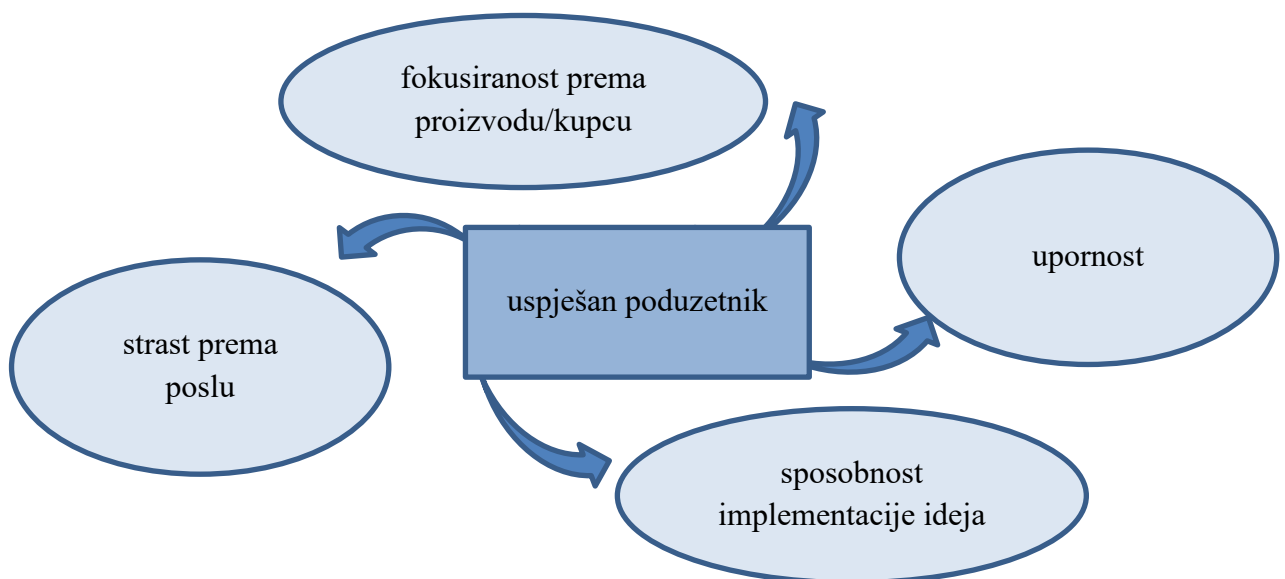 fokusiranost prema
proizvodu/kupcu
upornost
uspješan poduzetnik
strast prema
poslu
sposobnost
implementacije ideja